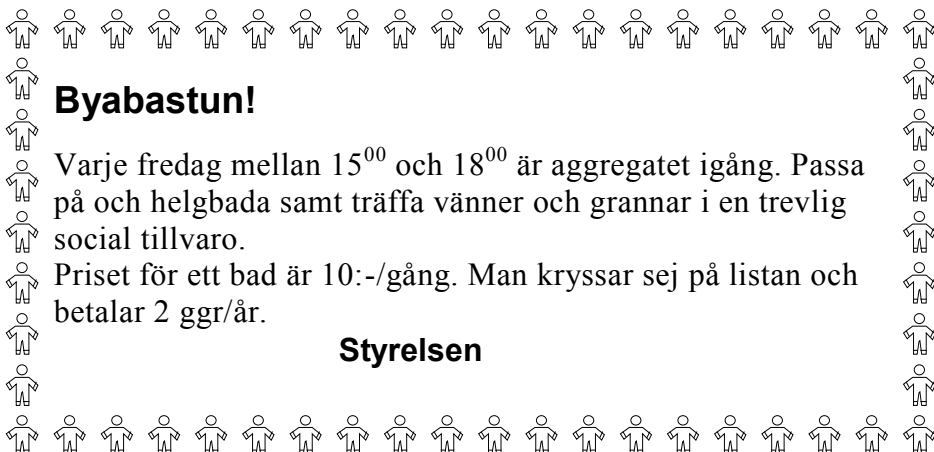 Byabastun!
Varje fredag mellan 15⁰⁰ och 18⁰⁰ är aggregatet igång. Passa
på och helgbada samt träffa vänner och grannar i en trevlig
social tillvaro.
Priset för ett bad är 10:-/gång. Man kryssar sej på listan och
betalar 2 ggr/år.
Styrelsen